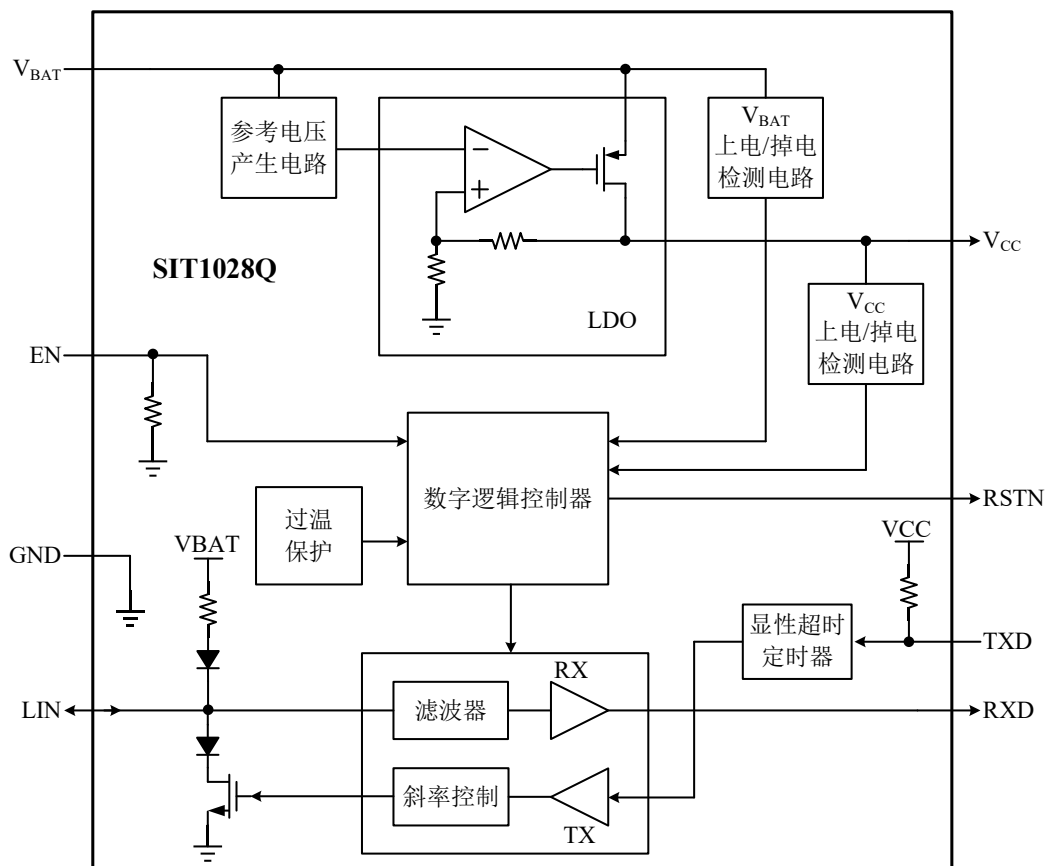 VBAT
参考电压
产生电路
VBAT
上电/掉电
检测电路
−
+
VCC
SIT1028Q
LDO
VCC
上电/掉电
检测电路
EN
数字逻辑控制器
RSTN
过温
保护
GND
VBAT
VCC
显性超时
定时器
TXD
LIN
滤波器
RX
RXD
斜率控制
TX